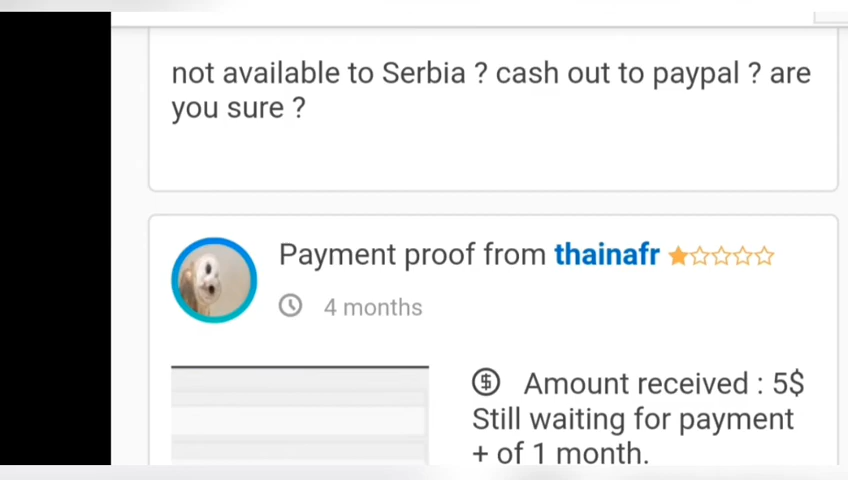 not available to Serbia ? cash out to paypal ? are
you sure ?
Payment proof from thainafr
4 months
Amount received : 5$
Still waiting for payment
+ of 1 month.